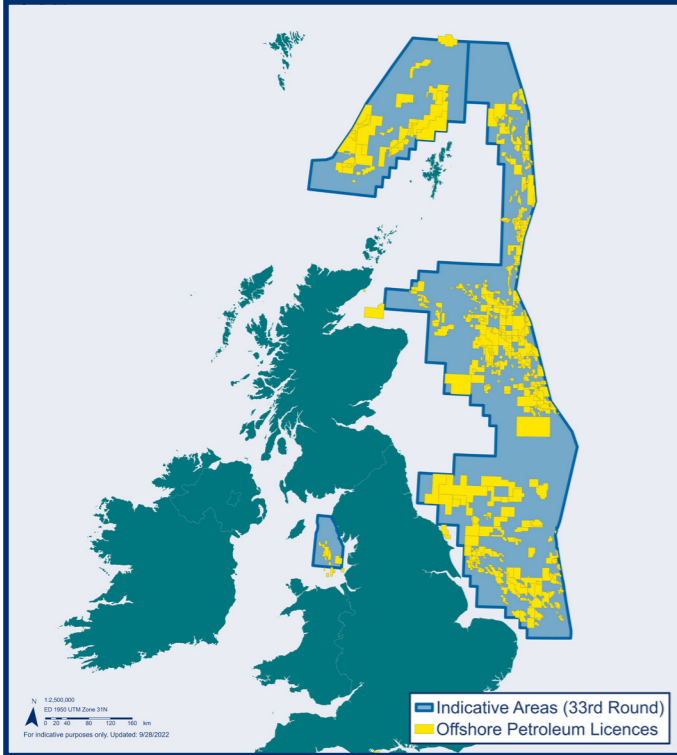 N
1:2,500,000
ED 1950 UTM Zone 31N
0 20 40 80 120 160 km
For indicative purposes only. Updated: 9/28/2022
Indicative Areas (33rd Round)
Offshore Petroleum Licences